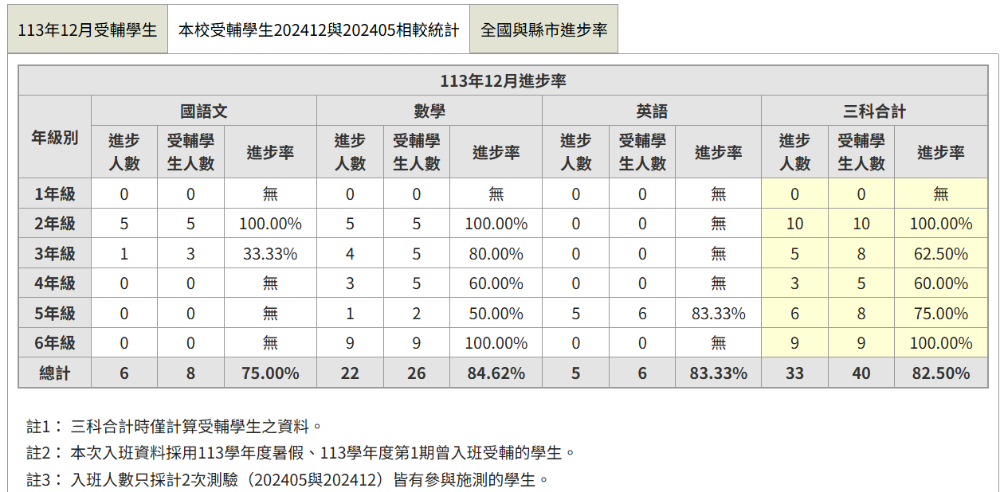 113年12月受輔學生 本校受輔學生202412與202405相較統計 全國與縣市進步率
113年12月進步率
年級別 國語文 數學 英語 三科合計
進步人數 受輔學生人數 進步率 進步人數 受輔學生人數 進步率 進步人數 受輔學生人數 進步率 進步人數 受輔學生人數 進步率
1年級 0 0 無 0 0 無 0 0 無 0 0 無
2年級 5 5 100.00% 5 5 100.00% 0 0 無 10 10 100.00%
3年級 1 3 33.33% 4 5 80.00% 0 0 無 5 8 62.50%
4年級 0 0 無 3 5 60.00% 0 0 無 3 5 60.00%
5年級 0 0 無 1 2 50.00% 5 6 83.33% 6 8 75.00%
6年級 0 0 無 9 9 100.00% 0 0 無 9 9 100.00%
總計 6 8 75.00% 22 26 84.62% 5 6 83.33% 33 40 82.50%
註1： 三科合計時僅計算受輔學生之資料。
註2： 本次入班資料採用113學年度暑假、113學年度第1期曾入班受輔的學生。
註3： 入班人數只採計2次測驗（202405與202412）皆有參與施測的學生。